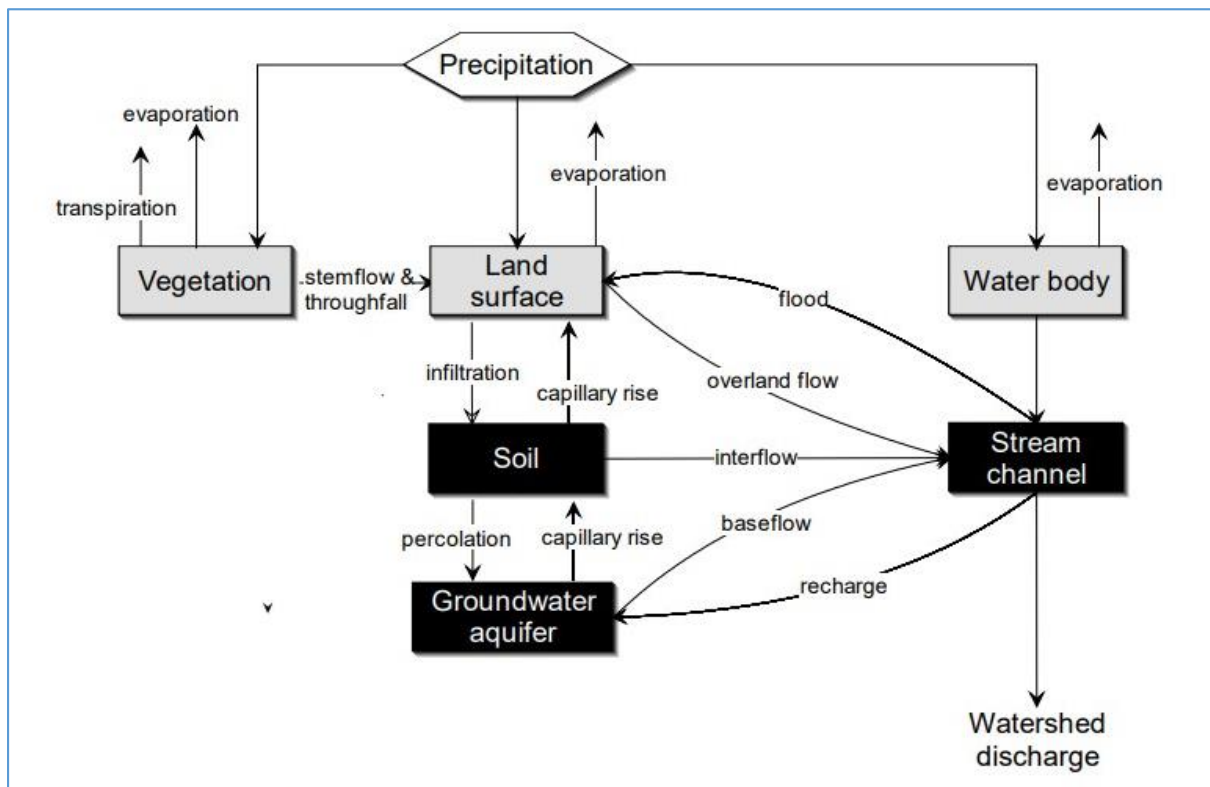 Precipitation
evaporation
transpiration
evaporation
evaporation
Vegetation
stemflow &
throughfall
Land
surface
Water body
flood
infiltration
capillary rise
overland flow
Soil
interflow
Stream
channel
percolation
capillary rise
baseflow
recharge
Groundwater
aquifer
Watershed
discharge